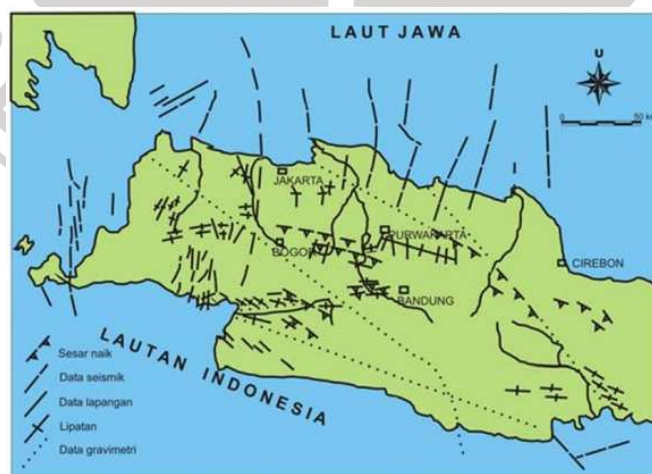 LAUT JAWA
U
0 50 km
JAKARTA
PURWAKARTA
BOGOR
CIREBON
BANDUNG
LAUTAN INDONESIA
Sesar naik
Data seismik
Data lapangan
Lipatan
Data gravimetri